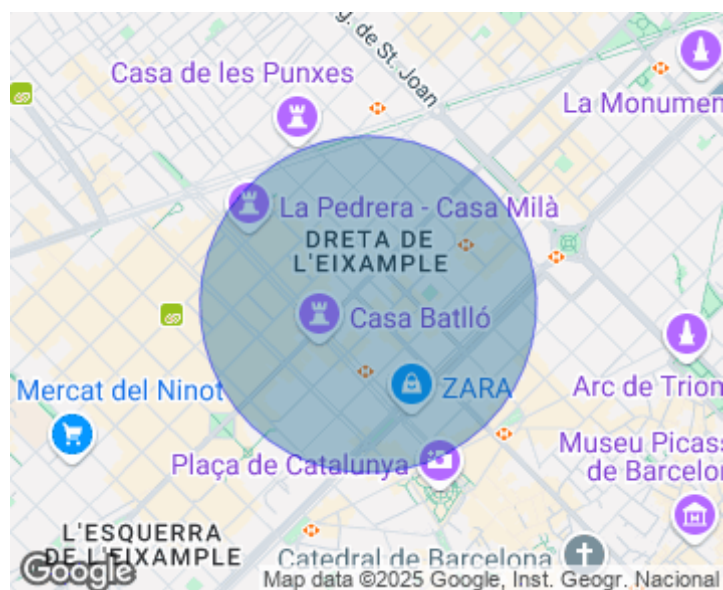 g. de St. Joan
Casa de les Punxes
La Monumen
La Pedrera - Casa Milà
DRETA DE
L'EIXAMPLE
Casa Batlló
ZARA
Mercat del Ninot
Arc de Triom
Plaça de Catalunya
Museu Picass
de Barcelon
L'ESQUERRA
DE L'EIXAMPLE
Catedral de Barcelona
Google
Map data ©2025 Google, Inst. Geogr. Nacional